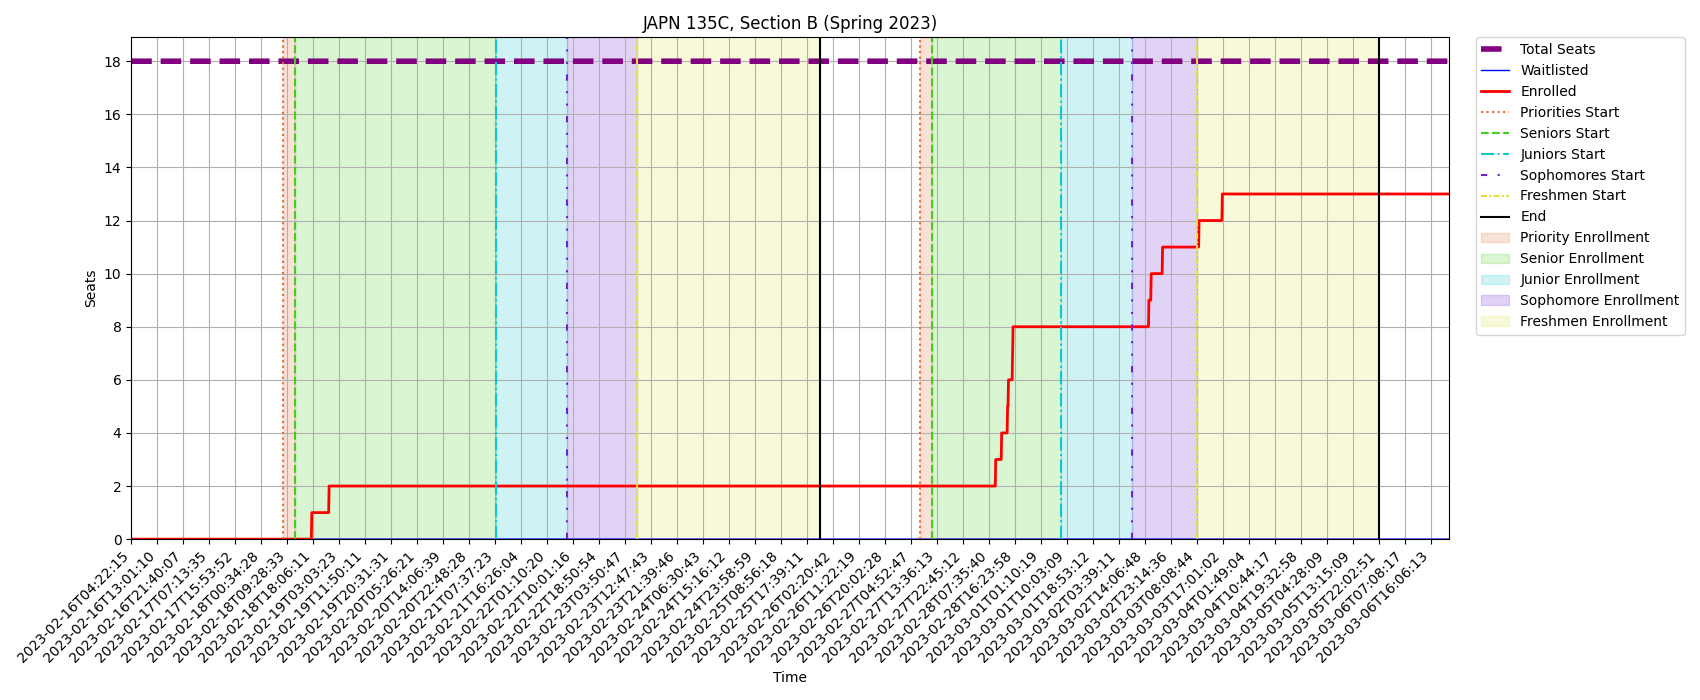 JAPN 135C, Section B (Spring 2023)
Seats
18
16
14
12
10
8
6
4
2
0
2023-02-16T04:22:15
2023-02-16T13:01:10
2023-02-16T21:40:07
2023-02-17T07:13:35
2023-02-17T15:53:52
2023-02-18T00:34:28
2023-02-18T09:28:33
2023-02-18T18:06:11
2023-02-19T03:03:23
2023-02-19T11:50:11
2023-02-19T20:31:31
2023-02-20T05:26:21
2023-02-20T14:06:39
2023-02-20T22:48:28
2023-02-21T07:37:23
2023-02-21T16:26:04
2023-02-22T01:10:20
2023-02-22T10:01:16
2023-02-22T18:50:54
2023-02-23T03:50:47
2023-02-23T12:47:43
2023-02-23T21:39:46
2023-02-24T06:30:43
2023-02-24T15:16:12
2023-02-24T23:58:59
2023-02-25T08:56:18
2023-02-25T17:39:11
2023-02-26T02:20:42
2023-02-26T11:22:19
2023-02-26T20:02:28
2023-02-27T04:52:47
2023-02-27T13:36:13
2023-02-27T22:45:12
2023-02-28T07:35:40
2023-02-28T16:23:58
2023-03-01T01:10:19
2023-03-01T10:03:09
2023-03-01T18:53:12
2023-03-02T03:39:11
2023-03-02T14:06:48
2023-03-02T23:14:36
2023-03-03T08:08:44
2023-03-03T17:01:02
2023-03-04T01:49:04
2023-03-04T10:44:17
2023-03-04T19:32:58
2023-03-05T04:28:09
2023-03-05T13:15:09
2023-03-05T22:02:51
2023-03-06T07:08:17
2023-03-06T16:06:13
Time
Total Seats
Waitlisted
Enrolled
Priorities Start
Seniors Start
Juniors Start
Sophomores Start
Freshmen Start
End
Priority Enrollment
Senior Enrollment
Junior Enrollment
Sophomore Enrollment
Freshmen Enrollment